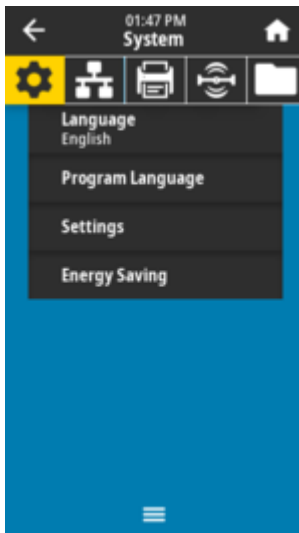 01:47 PM
System
Language
English
Program Language
Settings
Energy Saving